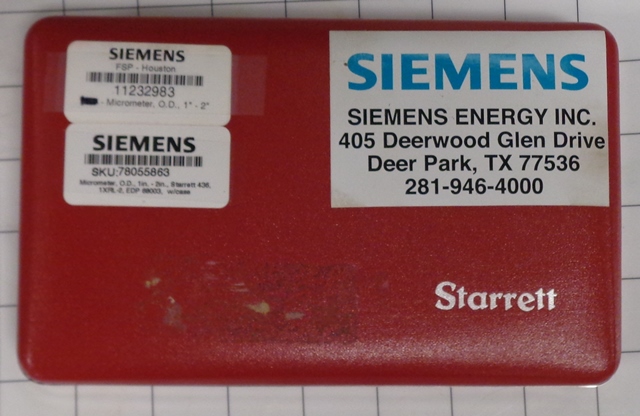 SIEMENS
FSP - Houston
11232983
- Micrometer, O.D., 1" - 2"
SIEMENS
SKU:78055863
Micrometer, O.D., 1in. - 2in., Starrett 436,
1XRL-2, EDP 66003, w/case
SIEMENS
SIEMENS ENERGY INC.
405 Deerwood Glen Drive
Deer Park, TX 77536
281-946-4000
Starrett